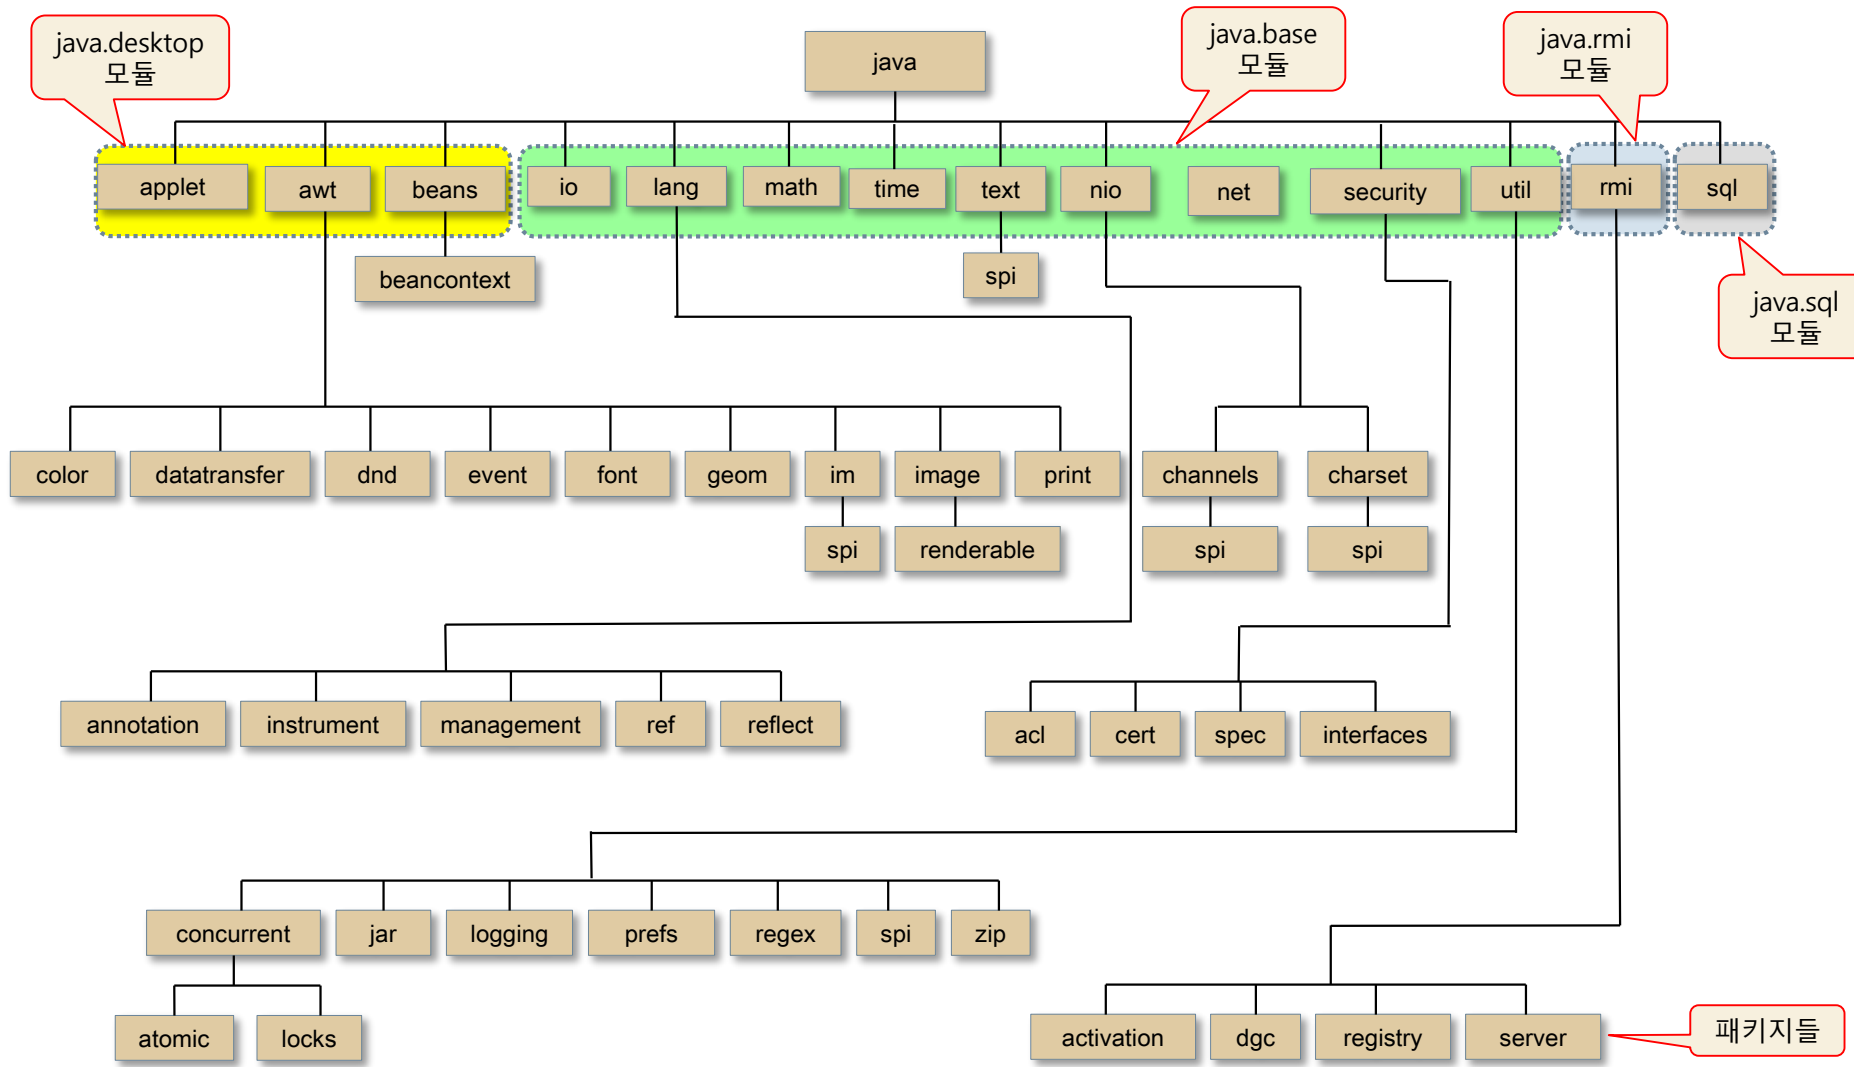 java.desktop
모듈
java
java.base
모듈
java.rmi
모듈
applet
awt
beans
io
lang
math
time
text
nio
net
security
util
rmi
sql
beancontext
spi
java.sql
모듈
color
datatransfer
dnd
event
font
geom
im
image
print
channels
charset
spi
renderable
spi
spi
annotation
instrument
management
ref
reflect
acl
cert
spec
interfaces
concurrent
jar
logging
prefs
regex
spi
zip
atomic
locks
activation
dgc
registry
server
패키지들